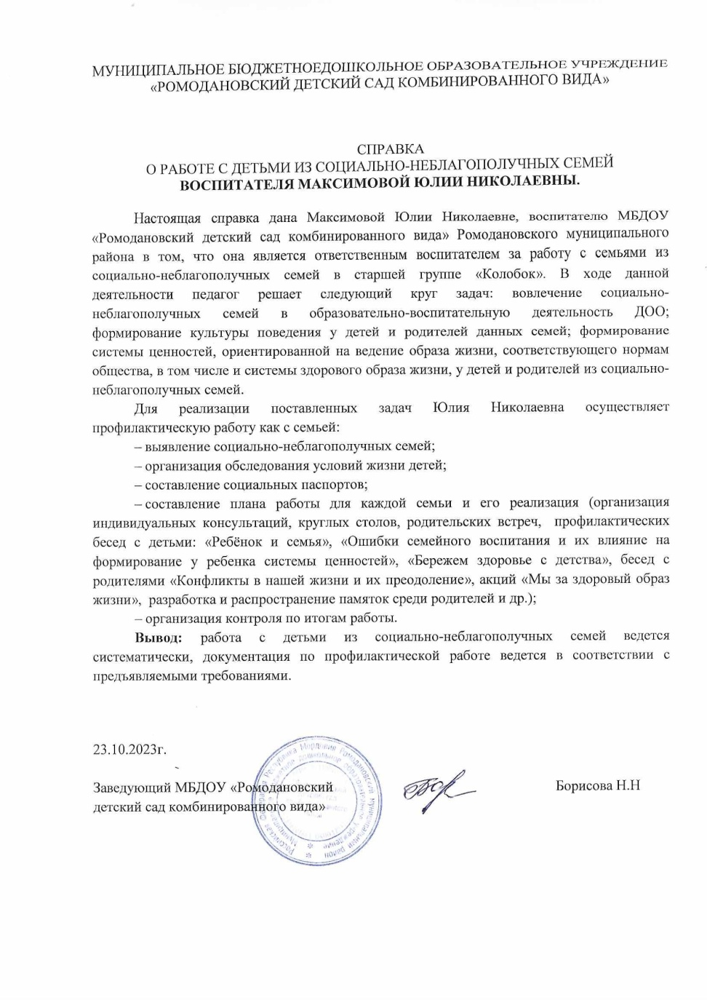 МУНИЦИПАЛЬНОЕ БЮДЖЕТНОЕДОШКОЛЬНОЕ ОБРАЗОВАТЕЛЬНОЕ УЧРЕЖДЕНИЕ
«РОМОДАНОВСКИЙ ДЕТСКИЙ САД КОМБИНИРОВАННОГО ВИДА»
СПРАВКА
О РАБОТЕ С ДЕТЬМИ ИЗ СОЦИАЛЬНО-НЕБЛАГОПОЛУЧНЫХ СЕМЕЙ
ВОСПИТАТЕЛЯ МАКСИМОВОЙ ЮЛИИ НИКОЛАЕВНЫ.
Настоящая справка дана Максимовой Юлии Николаевне, воспитателю МБДОУ
«Ромодановский детский сад комбинированного вида» Ромодановского муниципального
района в том, что она является ответственным воспитателем за работу с семьями из
социально-неблагополучных семей в старшей группе «Колобок». В ходе данной
деятельности педагог решает следующий круг задач: вовлечение социально-
неблагополучных семей в образовательно-воспитательную деятельность ДОО;
формирование культуры поведения у детей и родителей данных семей; формирование
системы ценностей, ориентированной на ведение образа жизни, соответствующего нормам
общества, в том числе и системы здорового образа жизни, у детей и родителей из социально-
неблагополучных семей.
Для реализации поставленных задач Юлия Николаевна осуществляет
профилактическую работу как с семьей:
– выявление социально-неблагополучных семей;
– организация обследования условий жизни детей;
– составление социальных паспортов;
– составление плана работы для каждой семьи и его реализация (организация
индивидуальных консультаций, круглых столов, родительских встреч, профилактических
бесед с детьми: «Ребёнок и семья», «Ошибки семейного воспитания и их влияние на
формирование у ребенка системы ценностей», «Бережем здоровье с детства», бесед с
родителями «Конфликты в нашей жизни и их преодоление», акций «Мы за здоровый образ
жизни», разработка и распространение памяток среди родителей и др.);
– организация контроля по итогам работы.
Вывод: работа с детьми из социально-неблагополучных семей ведется
систематически, документация по профилактической работе ведется в соответствии с
предъявляемыми требованиями.
23.10.2023г.
Заведующий МБДОУ «Ромодановский
детский сад комбинированного вида»
Борисова Н.Н
Российская Федерация Республика Мордовия Ромодановский муниципальный район